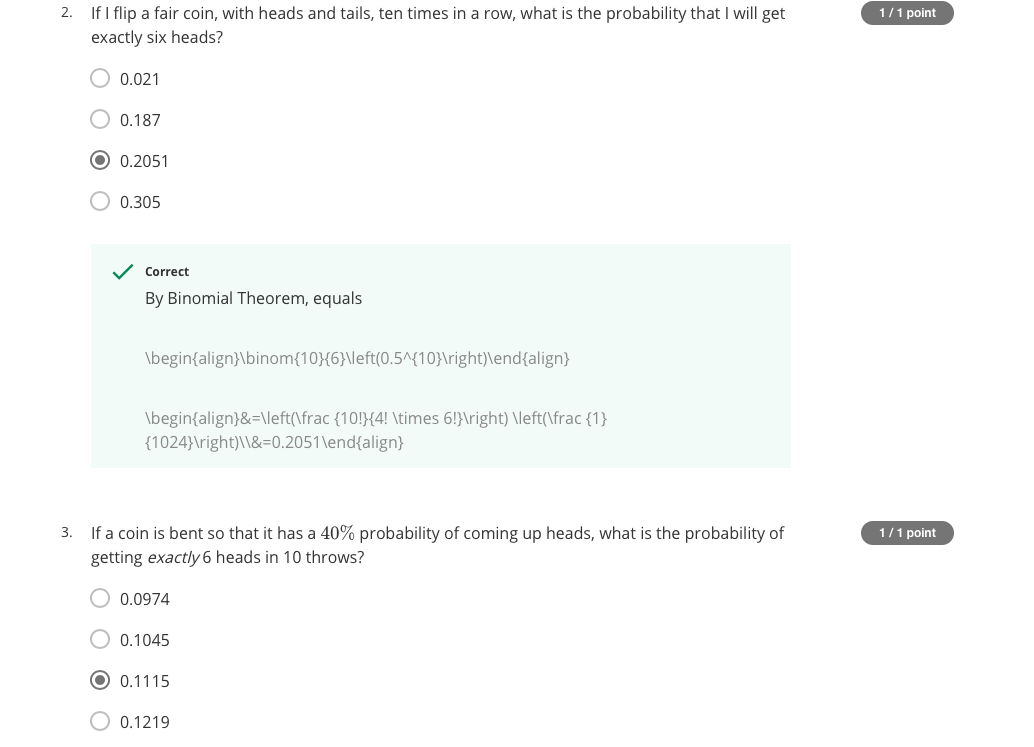 2. If I flip a fair coin, with heads and tails, ten times in a row, what is the probability that I will get 1 / 1 point
exactly six heads?
0.021
0.187
0.2051
0.305
Correct
By Binomial Theorem, equals
\begin{align}\binom{10}{6}\left(0.5^{10}\right)\end{align}
\begin{align}&=\left(\frac {10!}{4! \times 6!}\right) \left(\frac {1}
{1024}\right)\\&=0.2051\end{align}
3. If a coin is bent so that it has a 40% probability of coming up heads, what is the probability of 1 / 1 point
getting exactly 6 heads in 10 throws?
0.0974
0.1045
0.1115
0.1219